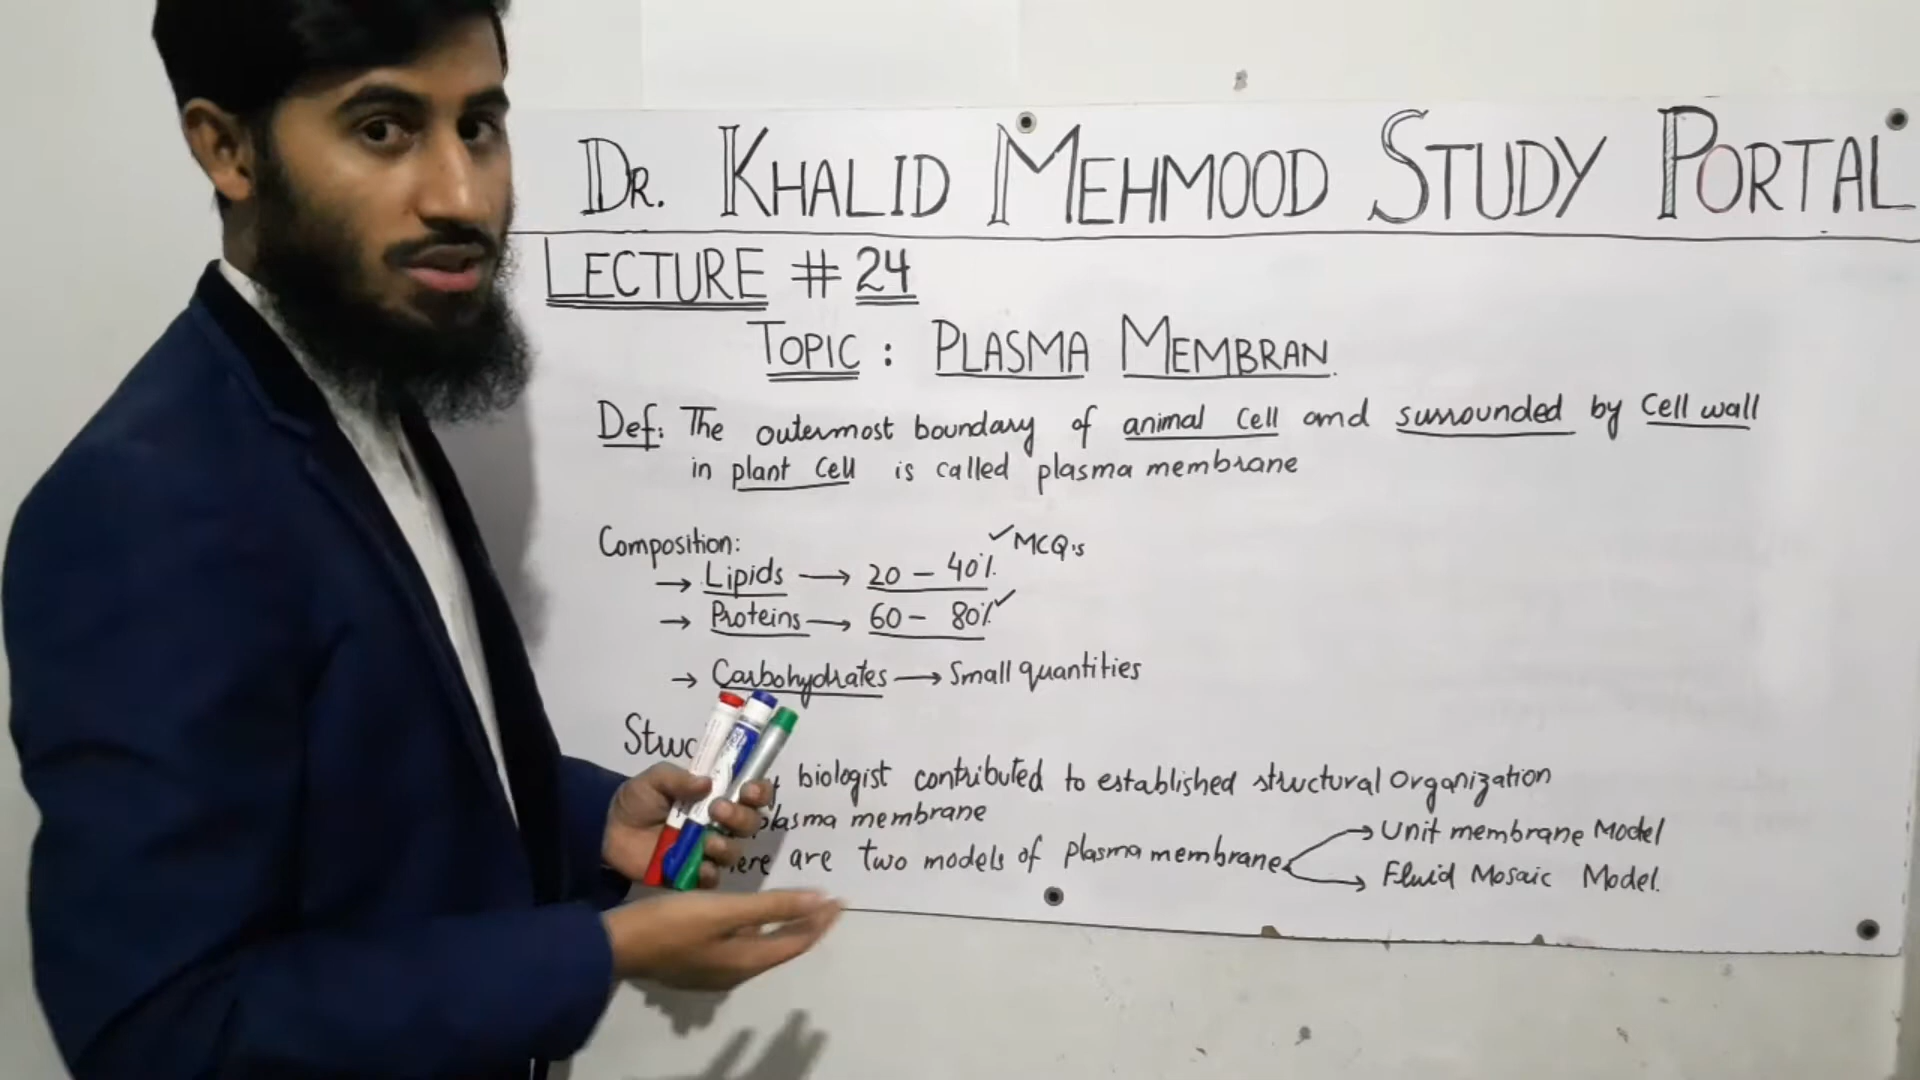 DR. KHALID MEHMOOD STUDY PORTAL
LECTURE # 24
TOPIC : PLASMA MEMBRAN.
Def: The outermost boundary of animal cell and surrounded by cell wall
in plant cell is called plasma membrane
Composition: ✓MCQ's
→ Lipids → 20 - 40%
→ Proteins → 60 - 80% ✓
→ Carbohydrates → Small quantities
biologist contributed to established structural organization
plasma membrane
are two models of plasma membrane → Unit membrane Model
→ Fluid Mosaic Model.